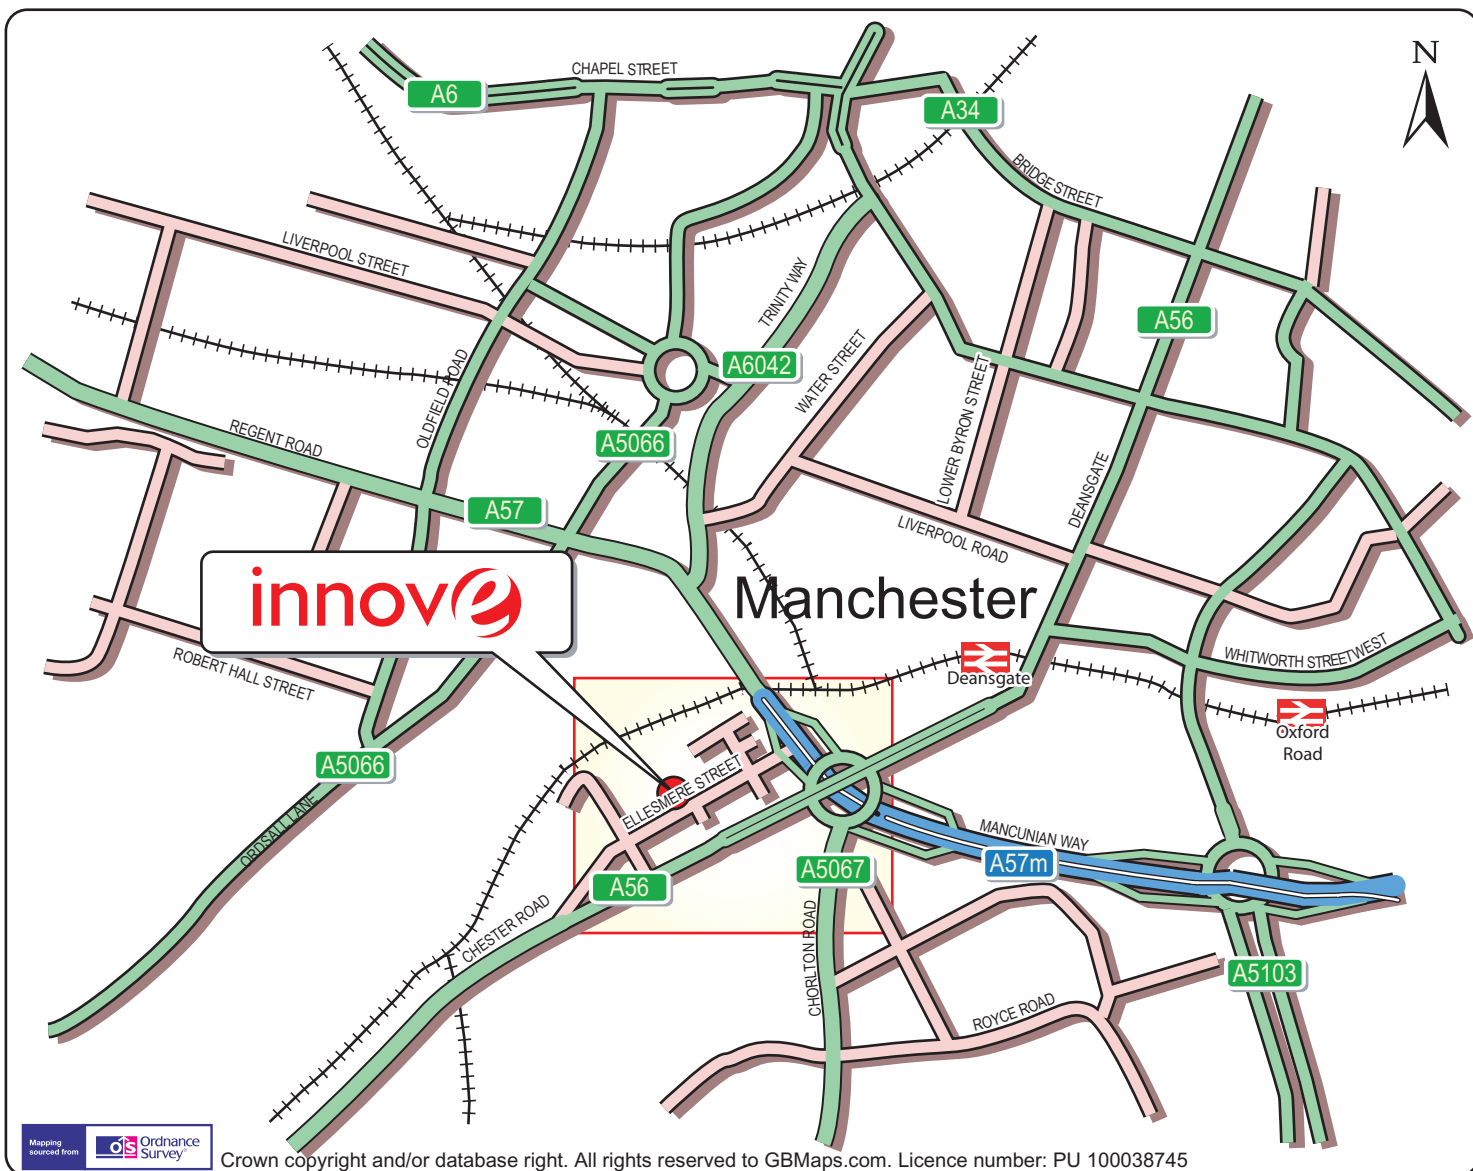 CHAPEL STREET
N
A6
A34
BRIDGE STREET
LIVERPOOL STREET
TRINITY WAY
A56
OLDFIELD ROAD
A6042
WATER STREET
LOWER BYRON STREET
REGENT ROAD
A5066
DEANSGATE
A57
LIVERPOOL ROAD
innove
Manchester
ROBERT HALL STREET
WHITWORTH STREETWEST
Deansgate
Oxford
Road
A5066
ELLESMERE STREET
ORDSALL LANE
MANCUNIAN WAY
A57m
A5067
A56
CHESTER ROAD
CHORLTON ROAD
A5103
ROYCE ROAD
Mapping
sourced from
OS
Ordnance
Survey®
Crown copyright and/or database right. All rights reserved to GBMaps.com. Licence number: PU 100038745